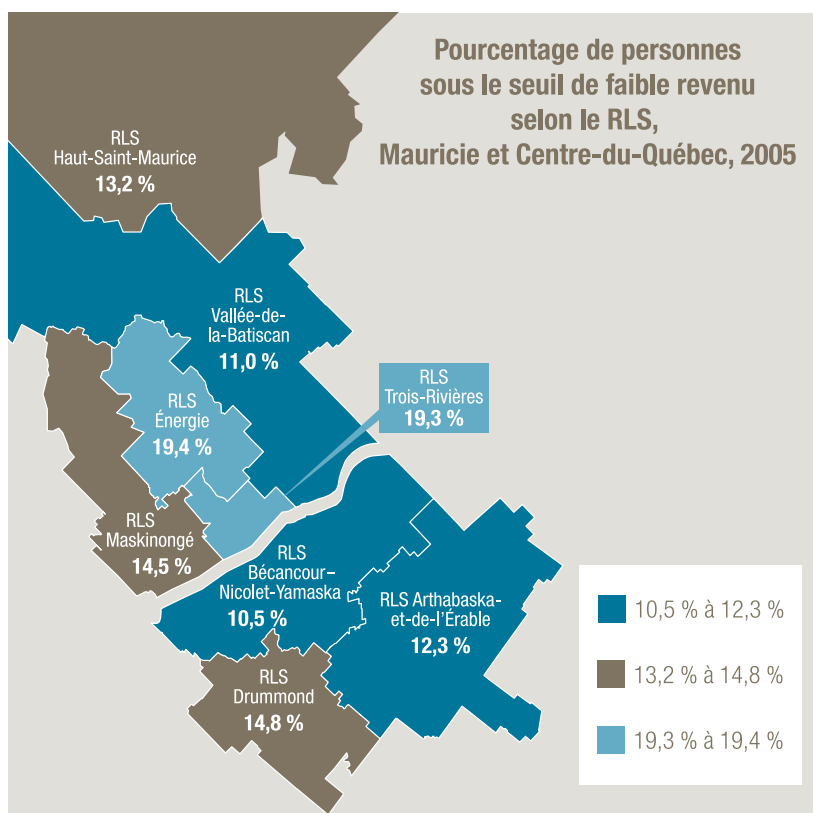 Pourcentage de personnes
sous le seuil de faible revenu
selon le RLS,
Mauricie et Centre-du-Québec, 2005
RLS
Haut-Saint-Maurice
13,2 %
RLS
Vallée-de-
la-Batiscan
11,0 %
RLS
Trois-Rivières
19,3 %
RLS
Énergie
19,4 %
RLS
Maskinongé
14,5 %
RLS
Bécancour–
Nicolet-Yamaska
10,5 %
RLS Arthabaska-
et-de-l'Érable
12,3 %
RLS
Drummond
14,8 %
10,5 % à 12,3 %
13,2 % à 14,8 %
19,3 % à 19,4 %